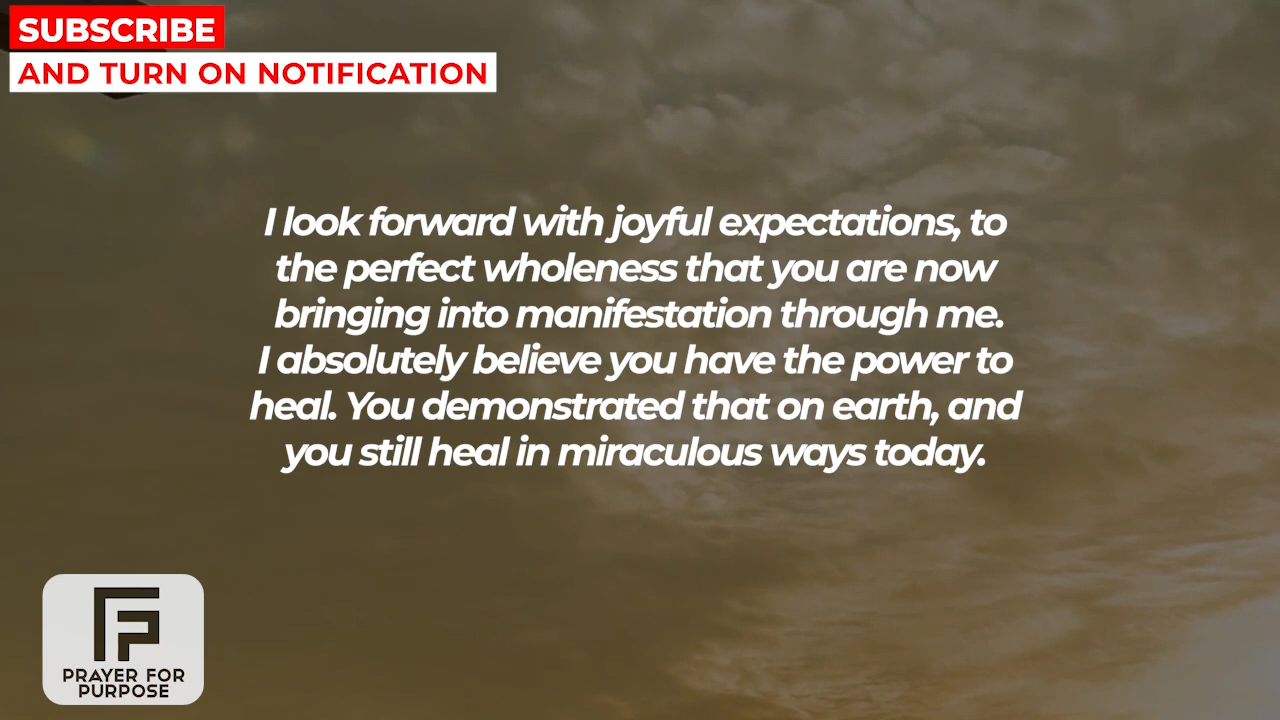 SUBSCRIBE
AND TURN ON NOTIFICATION
I look forward with joyful expectations, to
the perfect wholeness that you are now
bringing into manifestation through me.
I absolutely believe you have the power to
heal. You demonstrated that on earth, and
you still heal in miraculous ways today.
PRAYER FOR
PURPOSE